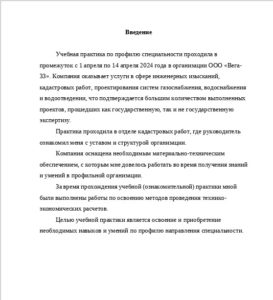 Введение
Учебная практика по профилю специальности проходила в
промежуток с 1 апреля по 14 апреля 2024 года в организации ООО «Вега-
33». Компания оказывает услуги в сфере инженерных изысканий,
кадастровых работ, проектирования систем газоснабжения, водоснабжения
и водоотведения, что подтверждается большим количеством выполненных
проектов, прошедших как государственную, так и не государственную
экспертизу.
Практика проходила в отделе кадастровых работ, где руководитель
ознакомил меня с уставом и структурой организации.
Компания оснащена необходимым материально-техническим
обеспечением, с которым мне довелось работать во время получения знаний
и умений в профильной организации.
За время прохождения учебной (ознакомительной) практики мной
были выполнены работы по освоению методов проведения технико-
экономических расчетов.
Целью учебной практики является освоение и приобретение
необходимых навыков и умений по профилю направления специальности.